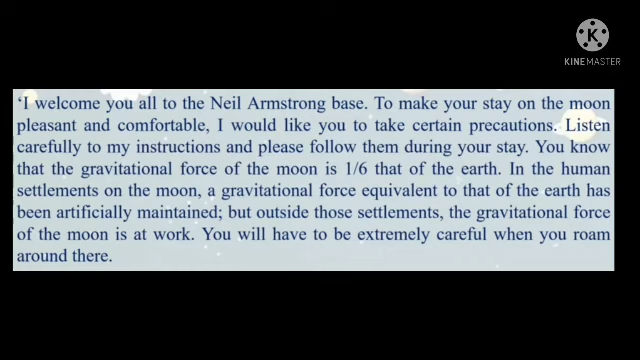 K
KINEMASTER
‘I welcome you all to the Neil Armstrong base. To make your stay on the moon
pleasant and comfortable, I would like you to take certain precautions. Listen
carefully to my instructions and please follow them during your stay. You know
that the gravitational force of the moon is 1/6 that of the earth. In the human
settlements on the moon, a gravitational force equivalent to that of the earth has
been artificially maintained; but outside those settlements, the gravitational force
of the moon is at work. You will have to be extremely careful when you roam
around there.